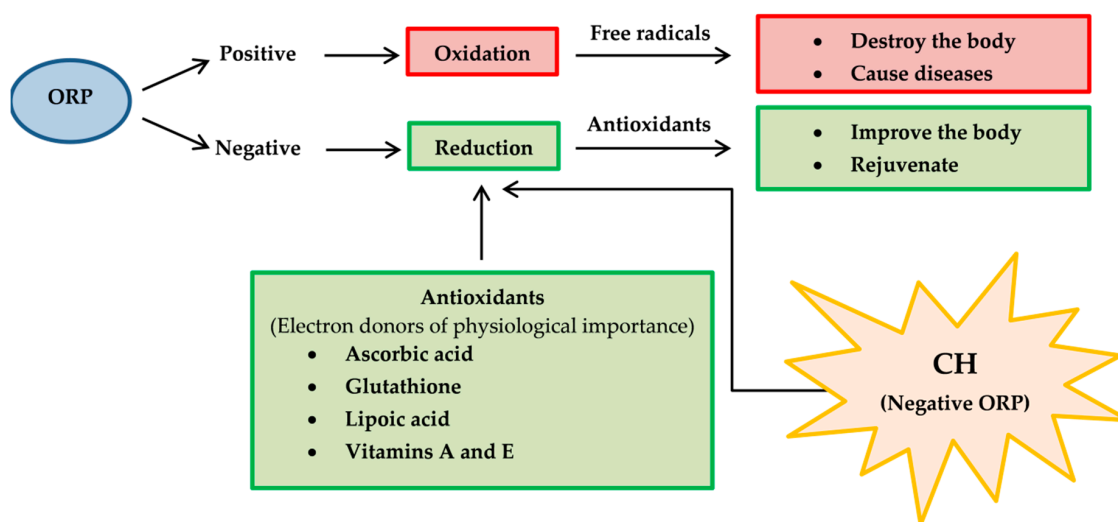 ORP
Positive
Oxidation
Free radicals
• Destroy the body
• Cause diseases
Negative
Reduction
Antioxidants
• Improve the body
• Rejuvenate
Antioxidants
(Electron donors of physiological importance)
• Ascorbic acid
• Glutathione
• Lipoic acid
• Vitamins A and E
CH
(Negative ORP)